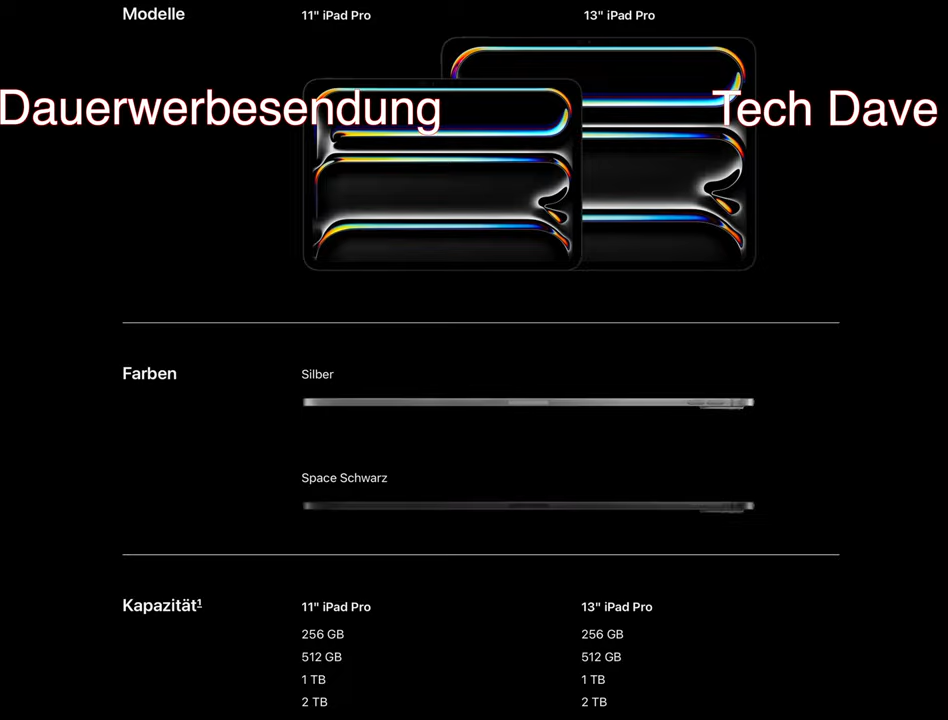 Modelle
11" iPad Pro
13" iPad Pro
Dauerwerbesendung
Tech Dave
Farben
Silber
Space Schwarz
Kapazität¹
11" iPad Pro
13" iPad Pro
256 GB
256 GB
512 GB
512 GB
1 TB
1 TB
2 TB
2 TB